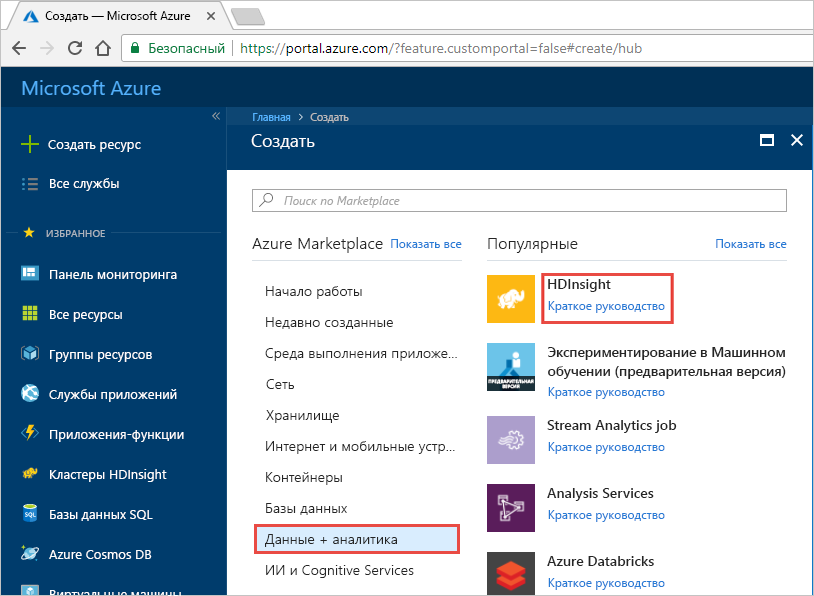 Создать — Microsoft Azure
Безопасный https://portal.azure.com/?feature.customportal=false#create/hub
Microsoft Azure
Создать ресурс
Все службы
ИЗБРАННОЕ
Панель мониторинга
Все ресурсы
Группы ресурсов
Службы приложений
Приложения-функции
Кластеры HDInsight
SQL
Базы данных SQL
Azure Cosmos DB
Виртуальные машины
Главная > Создать
Создать
Поиск по Marketplace
Azure Marketplace Показать все
Начало работы
Недавно созданные
Среда выполнения приложе...
Сеть
Хранилище
Интернет и мобильные устр...
Контейнеры
Базы данных
Данные + аналитика
ИИ и Cognitive Services
Популярные Показать все
HDInsight
Краткое руководство
ПРЕДВАРИТЕЛЬНАЯ
ВЕРСИЯ
Экспериментирование в Машинном
обучении (предварительная версия)
Краткое руководство
Stream Analytics job
Краткое руководство
Analysis Services
Краткое руководство
Azure Databricks
Краткое руководство